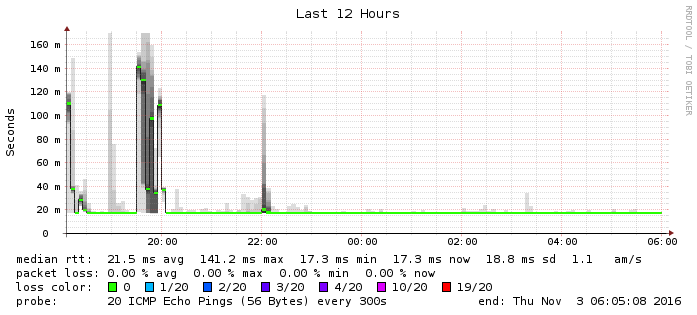 Last 12 Hours
RRDTOOL / TOBI OETIKER
Seconds
160 m
140 m
120 m
100 m
80 m
60 m
40 m
20 m
0
20:00 22:00 00:00 02:00 04:00 06:00
median rtt: 21.5 ms avg 141.2 ms max 17.3 ms min 17.3 ms now 18.8 ms sd 1.1 am/s
packet loss: 0.00 % avg 0.00 % max 0.00 % min 0.00 % now
loss color: 0 1/20 2/20 3/20 4/20 10/20 19/20
probe: 20 ICMP Echo Pings (56 Bytes) every 300s end: Thu Nov 3 06:05:08 2016